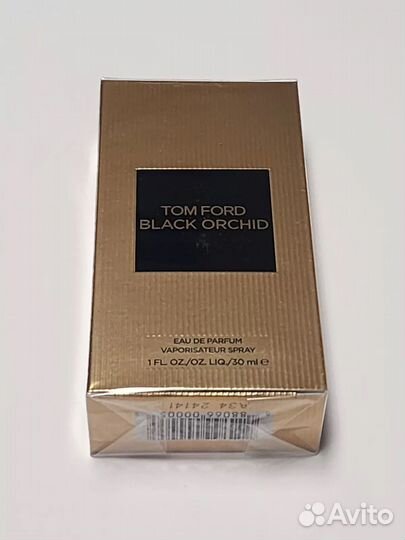 TOM FORD
BLACK ORCHID
EAU DE PARFUM
VAPORISATEUR SPRAY
1 FL. OZ./OZ. LIQ./30 ml ℮
A34 24141
Avito